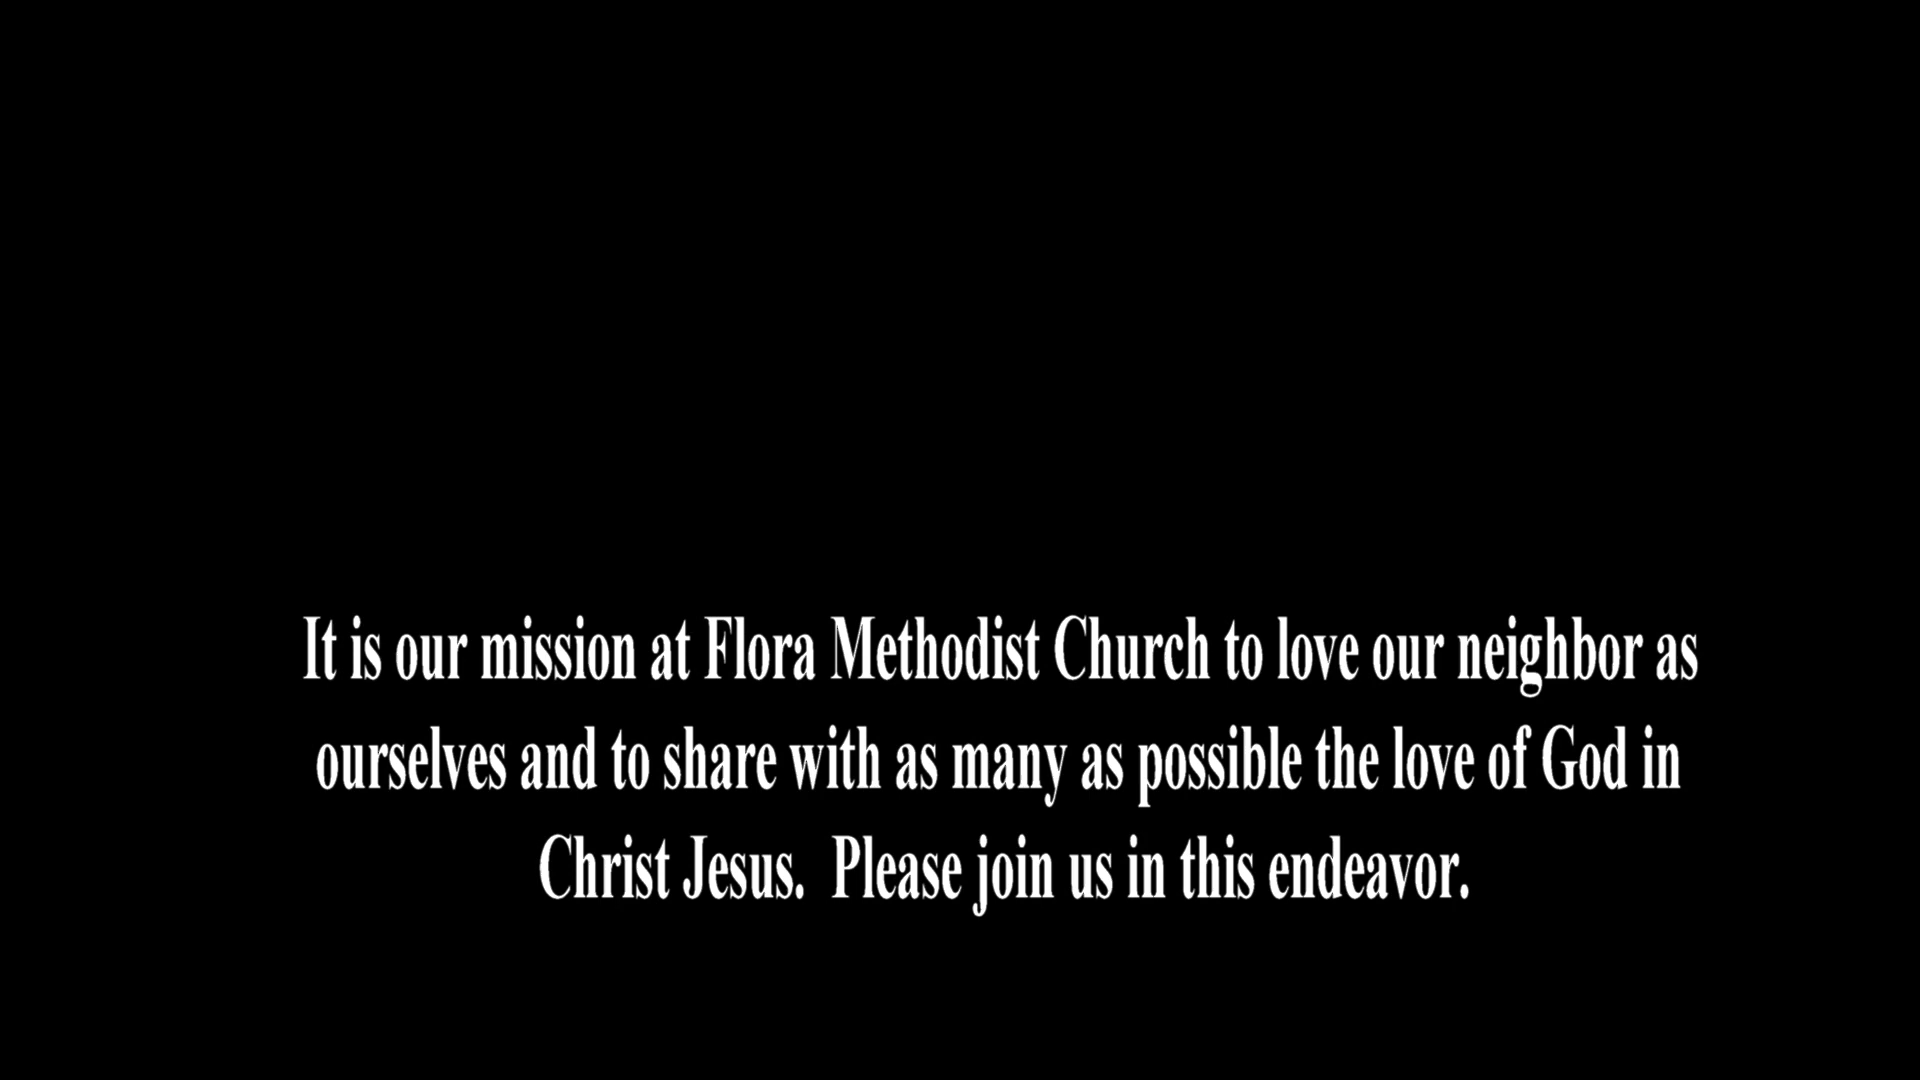 It is our mission at Flora Methodist Church to love our neighbor as
ourselves and to share with as many as possible the love of God in
Christ Jesus.  Please join us in this endeavor.